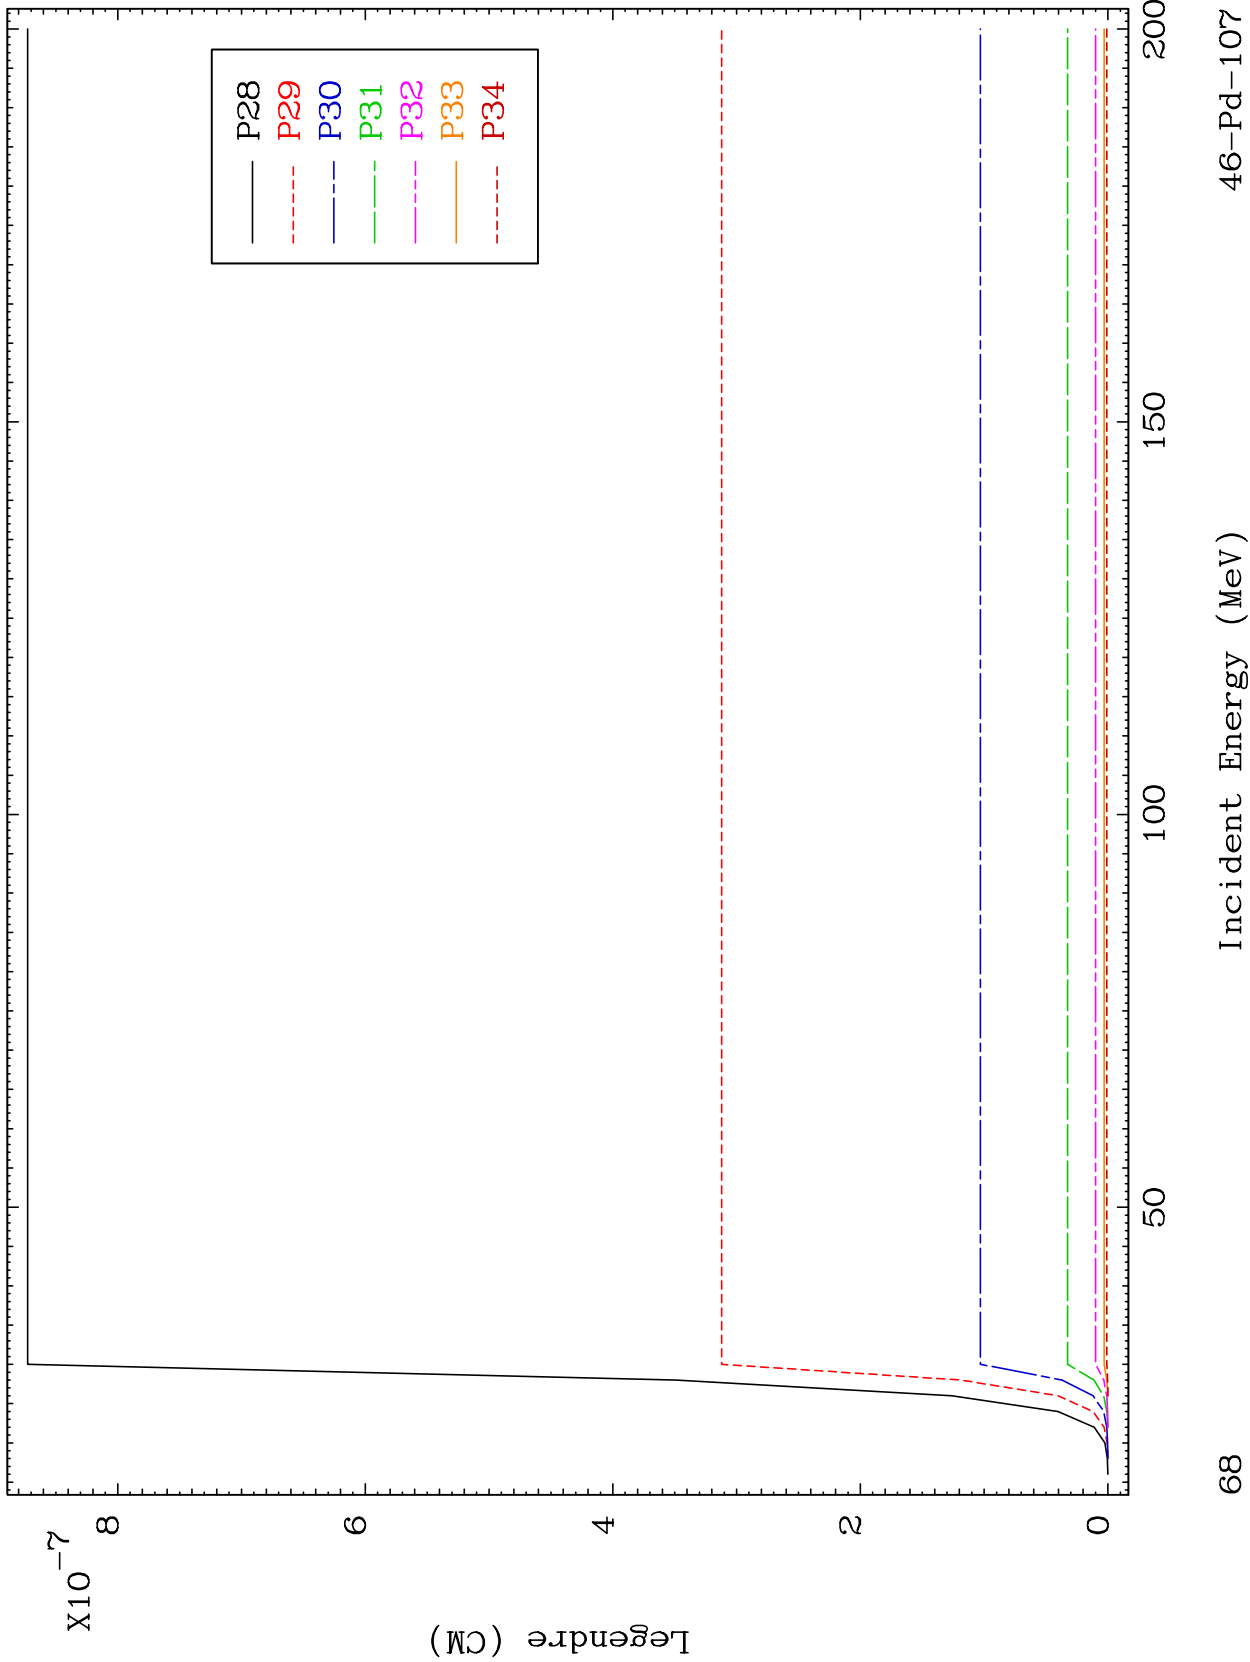 X10-7
8
6
4
2
0
Legendre (CM)
P28
P29
P30
P31
P32
P33
P34
50
100
150
200
68
Incident Energy (MeV)
46-Pd-107